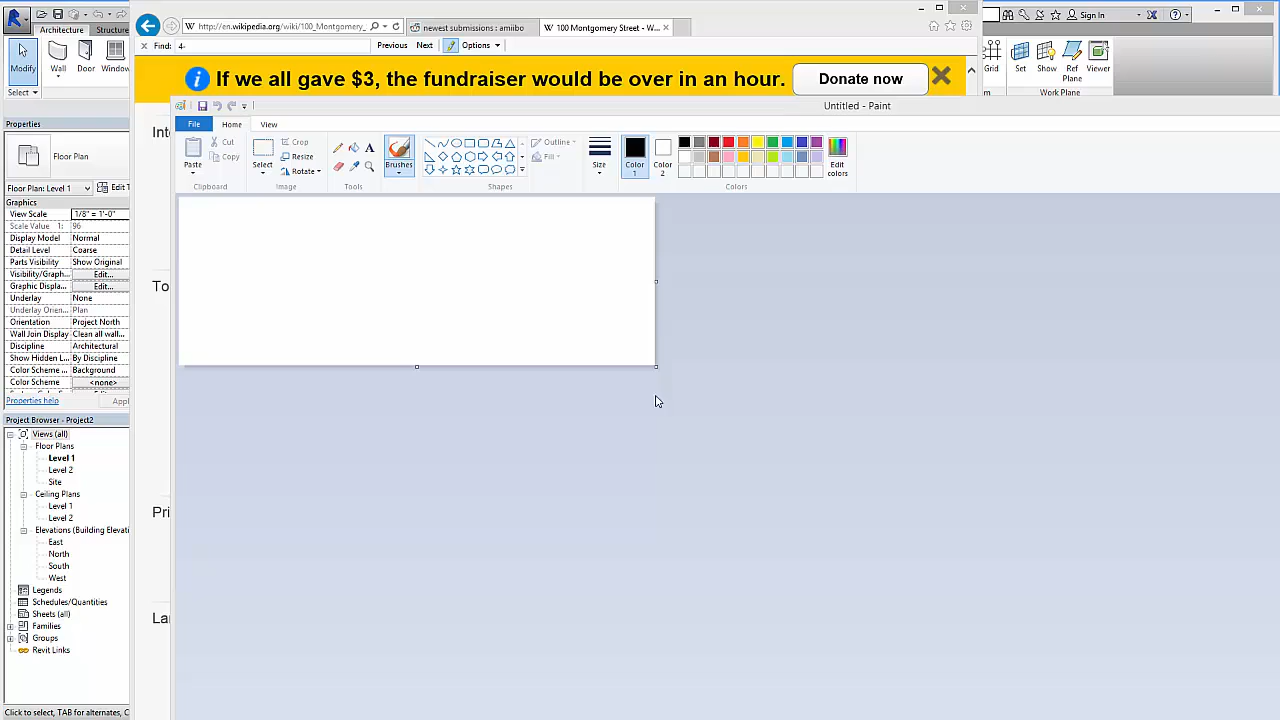 Sign In
Architecture Structure
Modify
Wall
Door
Window
Select
Grid
Set
Show
Ref Plane
Viewer
Work Plane
http://en.wikipedia.org/wiki/100_Montgomery_
newest submissions : amiibo
100 Montgomery Street - W...
Find: 4-
Previous Next Options
If we all gave $3, the fundraiser would be over in an hour.
Donate now
Untitled - Paint
File Home View
Paste
Cut
Copy
Clipboard
Select
Crop
Resize
Rotate
Image
Tools
Brushes
Shapes
Outline
Fill
Size
Color 1
Color 2
Colors
Edit colors
Properties
Floor Plan
Floor Plan: Level 1 Edit T
Graphics
View Scale 1/8" = 1'-0"
Scale Value 1: 96
Display Model Normal
Detail Level Coarse
Parts Visibility Show Original
Visibility/Graph... Edit...
Graphic Displa... Edit...
Underlay None
Underlay Orien... Plan
Orientation Project North
Wall Join Display Clean all wall...
Discipline Architectural
Show Hidden L... By Discipline
Color Scheme ... Background
Color Scheme <none>
Properties help Appl
Project Browser - Project2
Views (all)
Floor Plans
Level 1
Level 2
Site
Ceiling Plans
Level 1
Level 2
Elevations (Building Elevati
East
North
South
West
Legends
Schedules/Quantities
Sheets (all)
Families
Groups
Revit Links
Click to select, TAB for alternates, C
Int
To
Pri
La